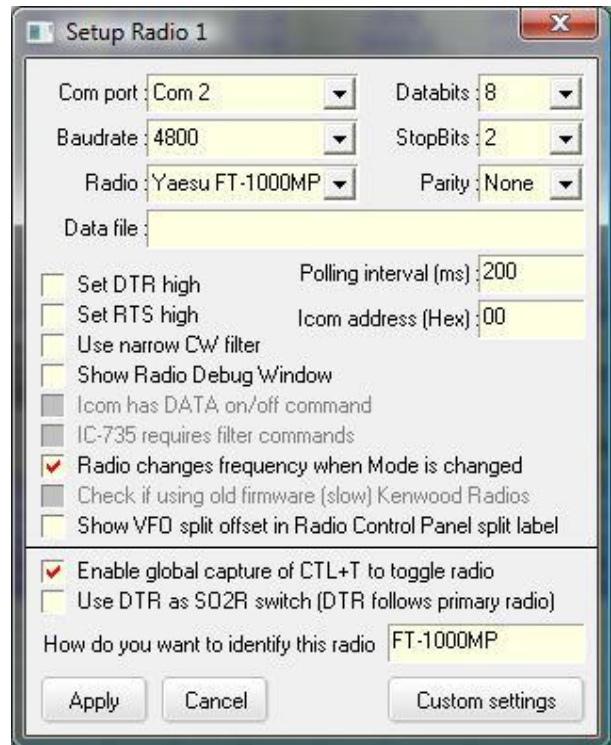 Setup Radio 1
Com port : Com 2 Databits : 8
Baudrate : 4800 StopBits : 2
Radio : Yaesu FT-1000MP Parity : None
Data file :
Polling interval (ms) : 200
Set DTR high
Set RTS high Icom address (Hex) : 00
Use narrow CW filter
Show Radio Debug Window
Icom has DATA on/off command
IC-735 requires filter commands
Radio changes frequency when Mode is changed
Check if using old firmware (slow) Kenwood Radios
Show VFO split offset in Radio Control Panel split label
Enable global capture of CTL+T to toggle radio
Use DTR as SO2R switch (DTR follows primary radio)
How do you want to identify this radio FT-1000MP
Apply Cancel Custom settings